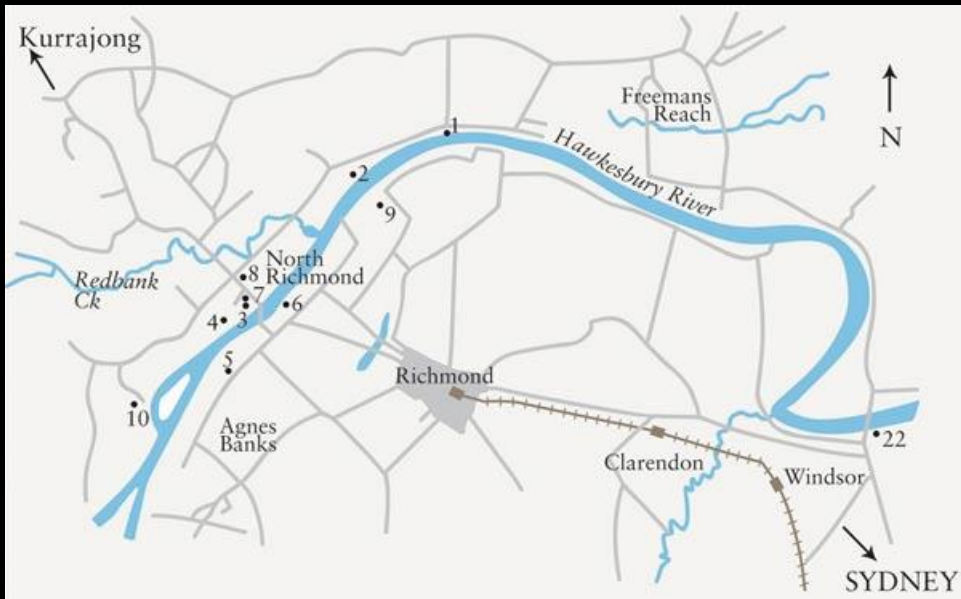 Kurrajong
Freemans
Reach
N
1
Hawkesbury River
2
9
North
Richmond
8
Redbank
Ck
7
3
6
4
5
Richmond
10
Agnes
Banks
22
Clarendon
Windsor
SYDNEY